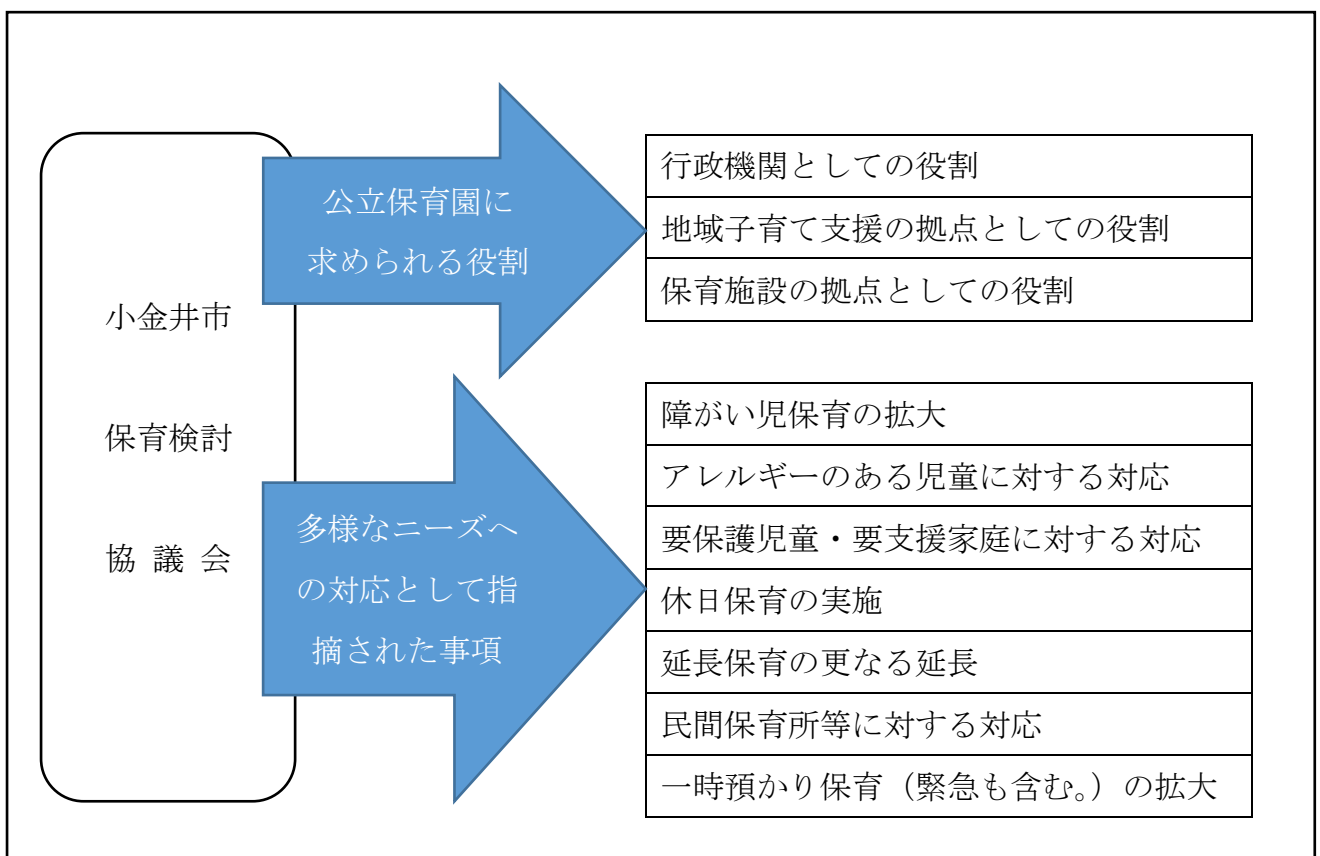 小金井市
保育検討
協議会
公立保育園に
求められる役割
行政機関としての役割
地域子育て支援の拠点としての役割
保育施設の拠点としての役割
多様なニーズへ
の対応として指
摘された事項
障がい児保育の拡大
アレルギーのある児童に対する対応
要保護児童・要支援家庭に対する対応
休日保育の実施
延長保育の更なる延長
民間保育所等に対する対応
一時預かり保育（緊急も含む。）の拡大